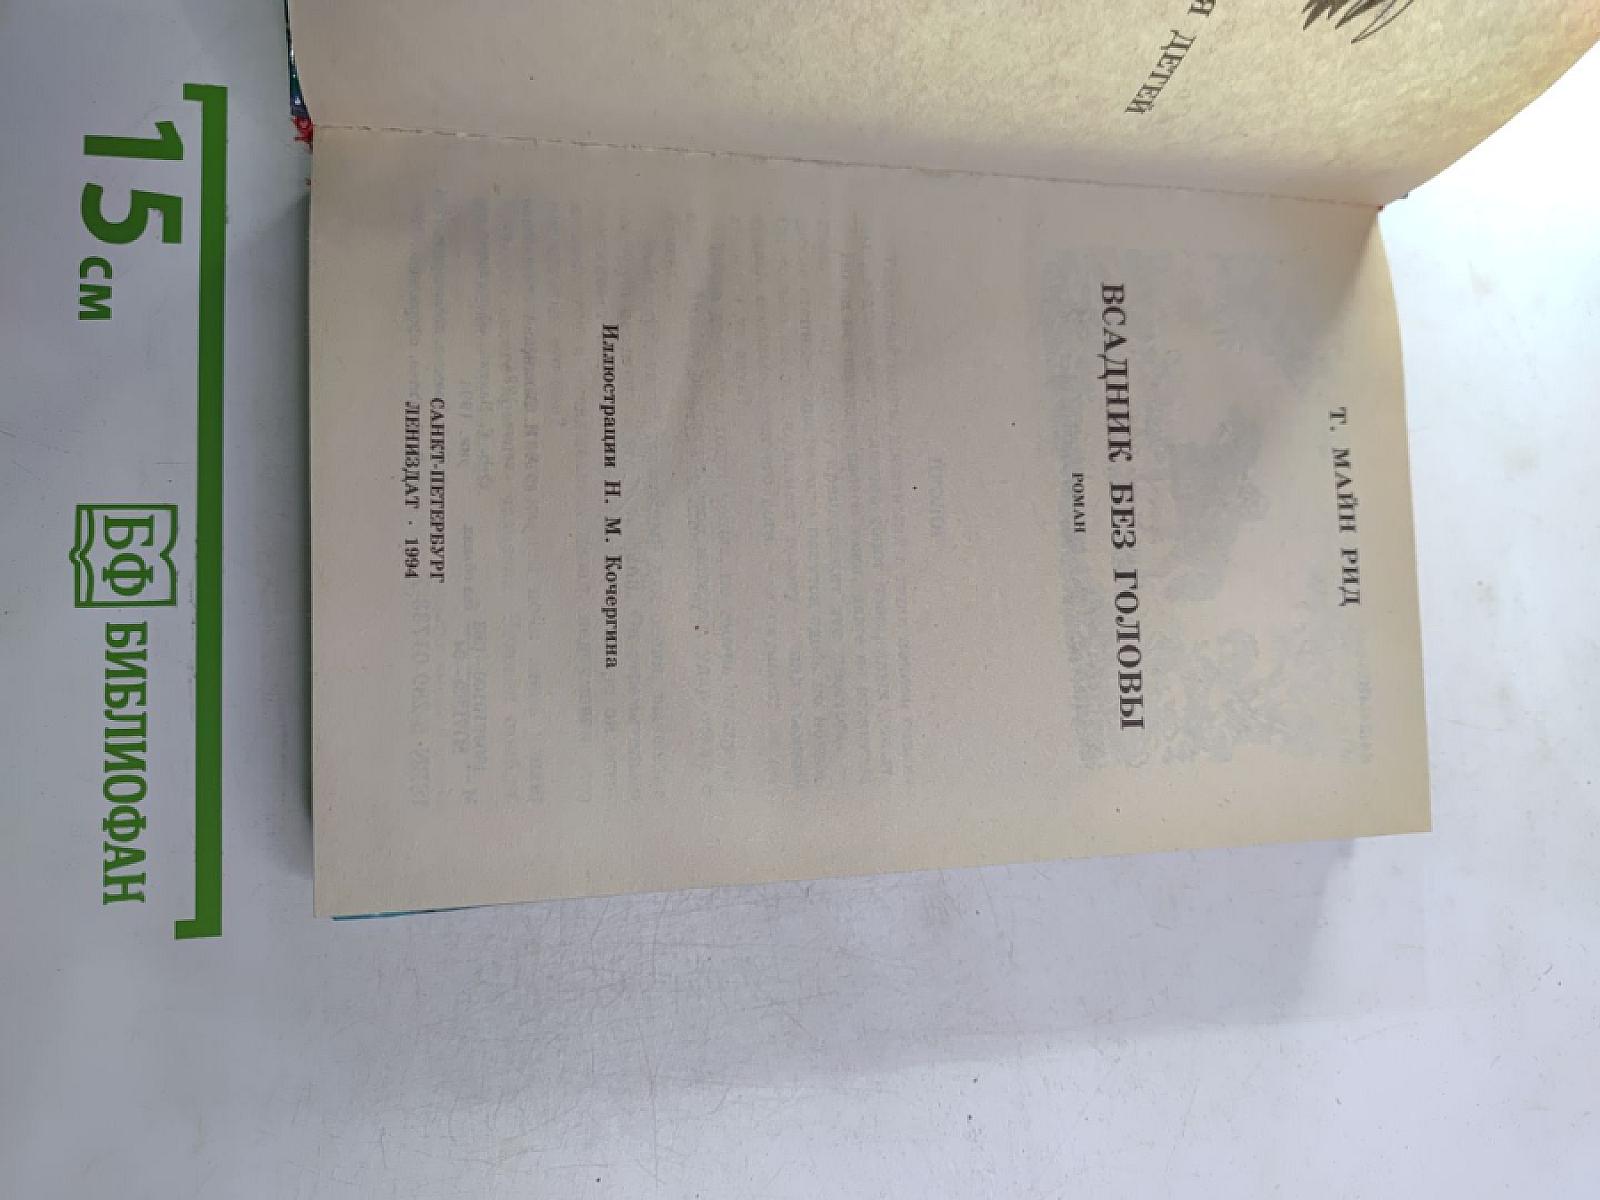 Т. МАЙН РИД
ВСАДНИК БЕЗ ГОЛОВЫ
РОМАН
Иллюстрации Н. М. Кочергина
САНКТ-ПЕТЕРБУРГ
ЛЕНИЗДАТ · 1994
ДЕТЕЙ
15 см
БФ БИБЛИОФАН